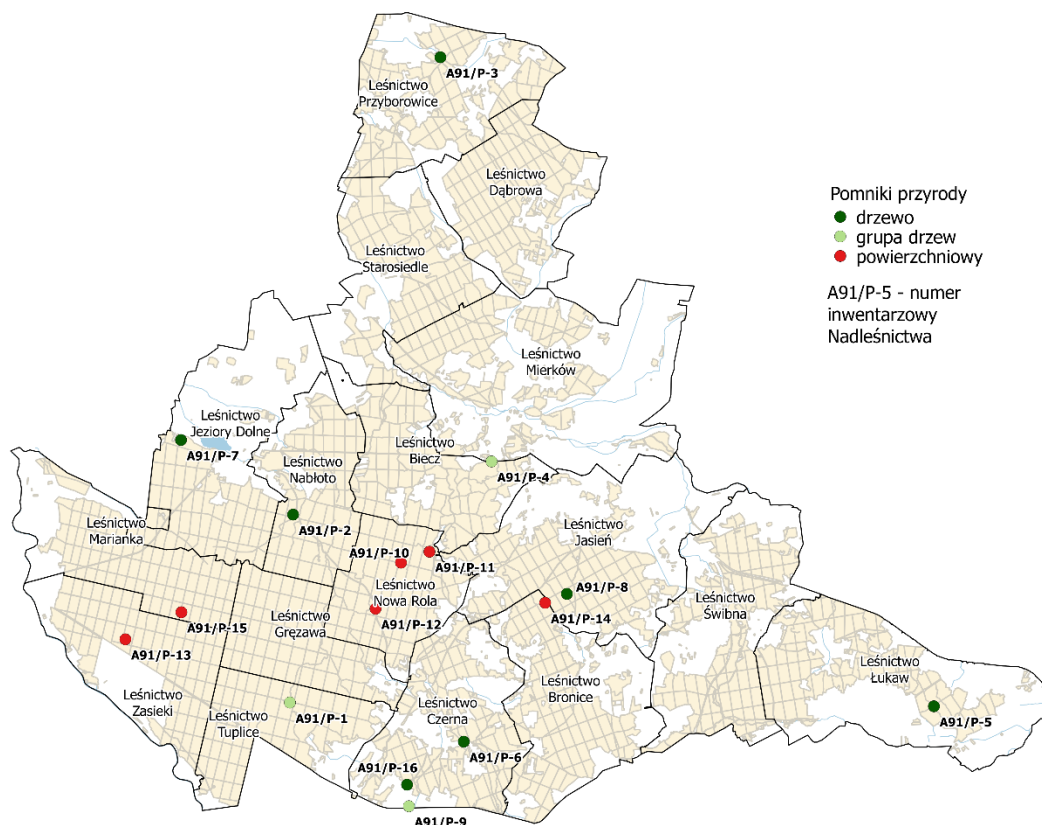 A91/P-3
Leśnictwo
Przyborowice
Leśnictwo
Dąbrowa
Pomniki przyrody
drzewo
grupa drzew
powierzchniowy
A91/P-5 - numer
inwentarzowy
Nadleśnictwa
Leśnictwo
Starosiedle
Leśnictwo
Mierków
Leśnictwo
Jeziory Dolne
A91/P-7
Leśnictwo
Nabłoto
Leśnictwo
Biecz
A91/P-4
Leśnictwo
Marianka
A91/P-2
Leśnictwo
Jasień
A91/P-10
A91/P-11
Leśnictwo
Nowa Rola
A91/P-12
A91/P-8
A91/P-14
Leśnictwo
Świbna
Leśnictwo
Gręzawa
A91/P-15
A91/P-13
Leśnictwo
Zasieki
Leśnictwo
Tuplice
A91/P-1
Leśnictwo
Czerna
Leśnictwo
Bronice
Leśnictwo
Łukaw
A91/P-5
A91/P-6
A91/P-16
A91/P-9